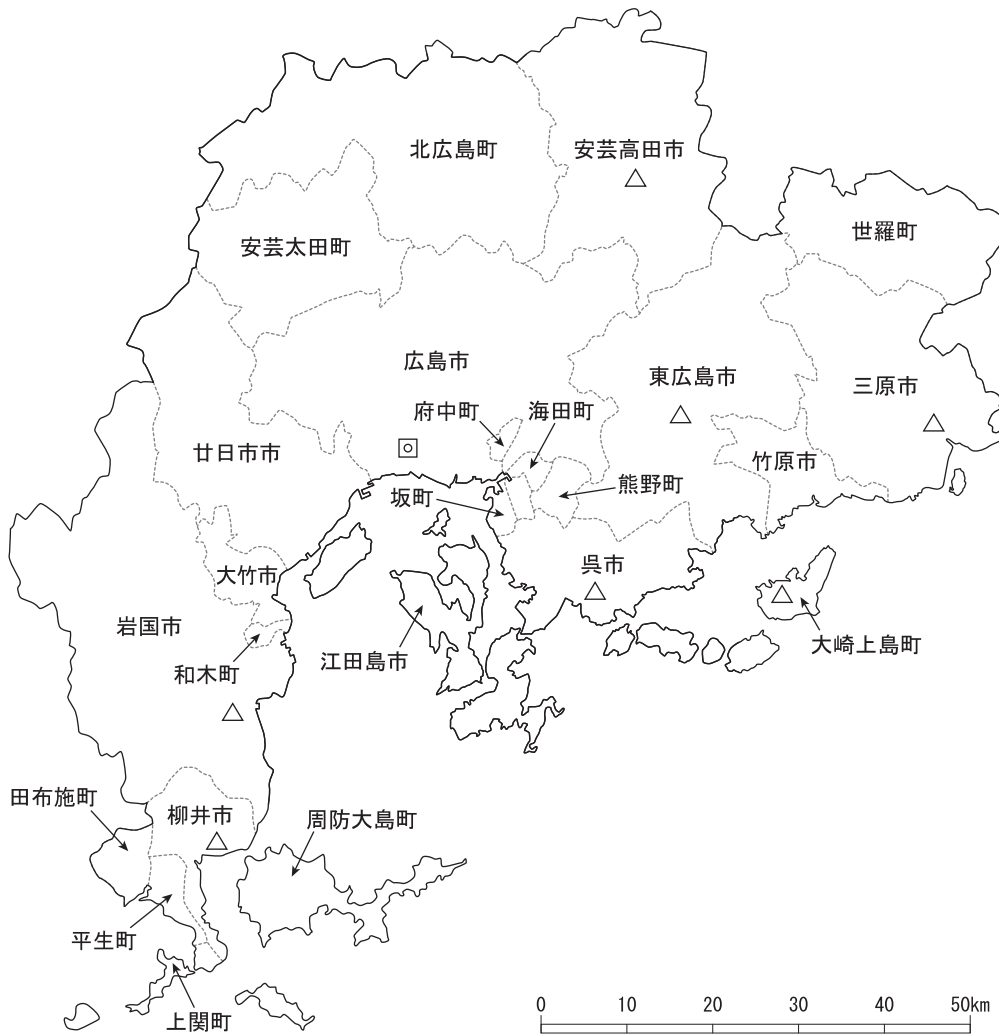 北広島町
安芸高田市
世羅町
安芸太田町
広島市
東広島市
三原市
府中町
海田町
廿日市市
竹原市
熊野町
坂町
大竹市
呉市
岩国市
江田島市
大崎上島町
和木町
田布施町
柳井市
周防大島町
平生町
上関町
0 10 20 30 40 50km